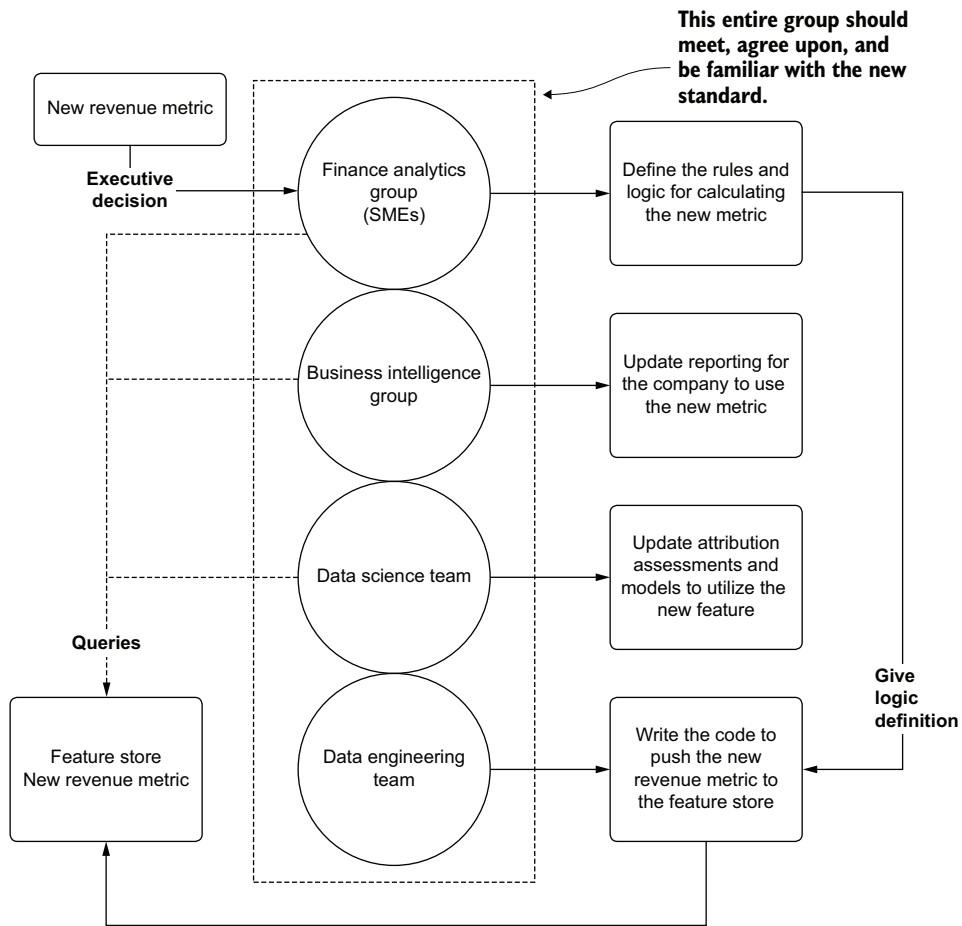 This entire group should
meet, agree upon, and
be familiar with the new
standard.
New revenue metric
Executive
decision
Finance analytics
group
(SMEs)
Define the rules and
logic for calculating
the new metric
Business intelligence
group
Update reporting for
the company to use
the new metric
Data science team
Update attribution
assessments and
models to utilize the
new feature
Queries
Give
logic
definition
Feature store
New revenue metric
Data engineering
team
Write the code to
push the new
revenue metric to
the feature store